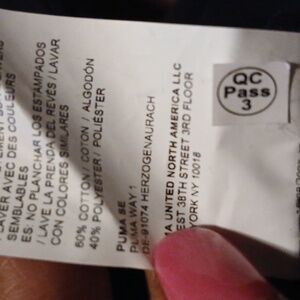 LAVER AVEC DES COULEURS
SEMBLABLES
ES: NO PLANCHAR LOS ESTAMPADOS
/ LAVE LA PRENDA DEL REVÉS / LAVAR
CON COLORES SIMILARES
60% COTTON / COTON / ALGODÓN
40% POLYESTER / POLIÉSTER
PUMA SE
PUMA WAY 1
DE-91074 HERZOGENAURACH
UNITED NORTH AMERICA LLC
EST 38TH STREET 3RD FLOOR
YORK NY 10018
QC
Pass
3